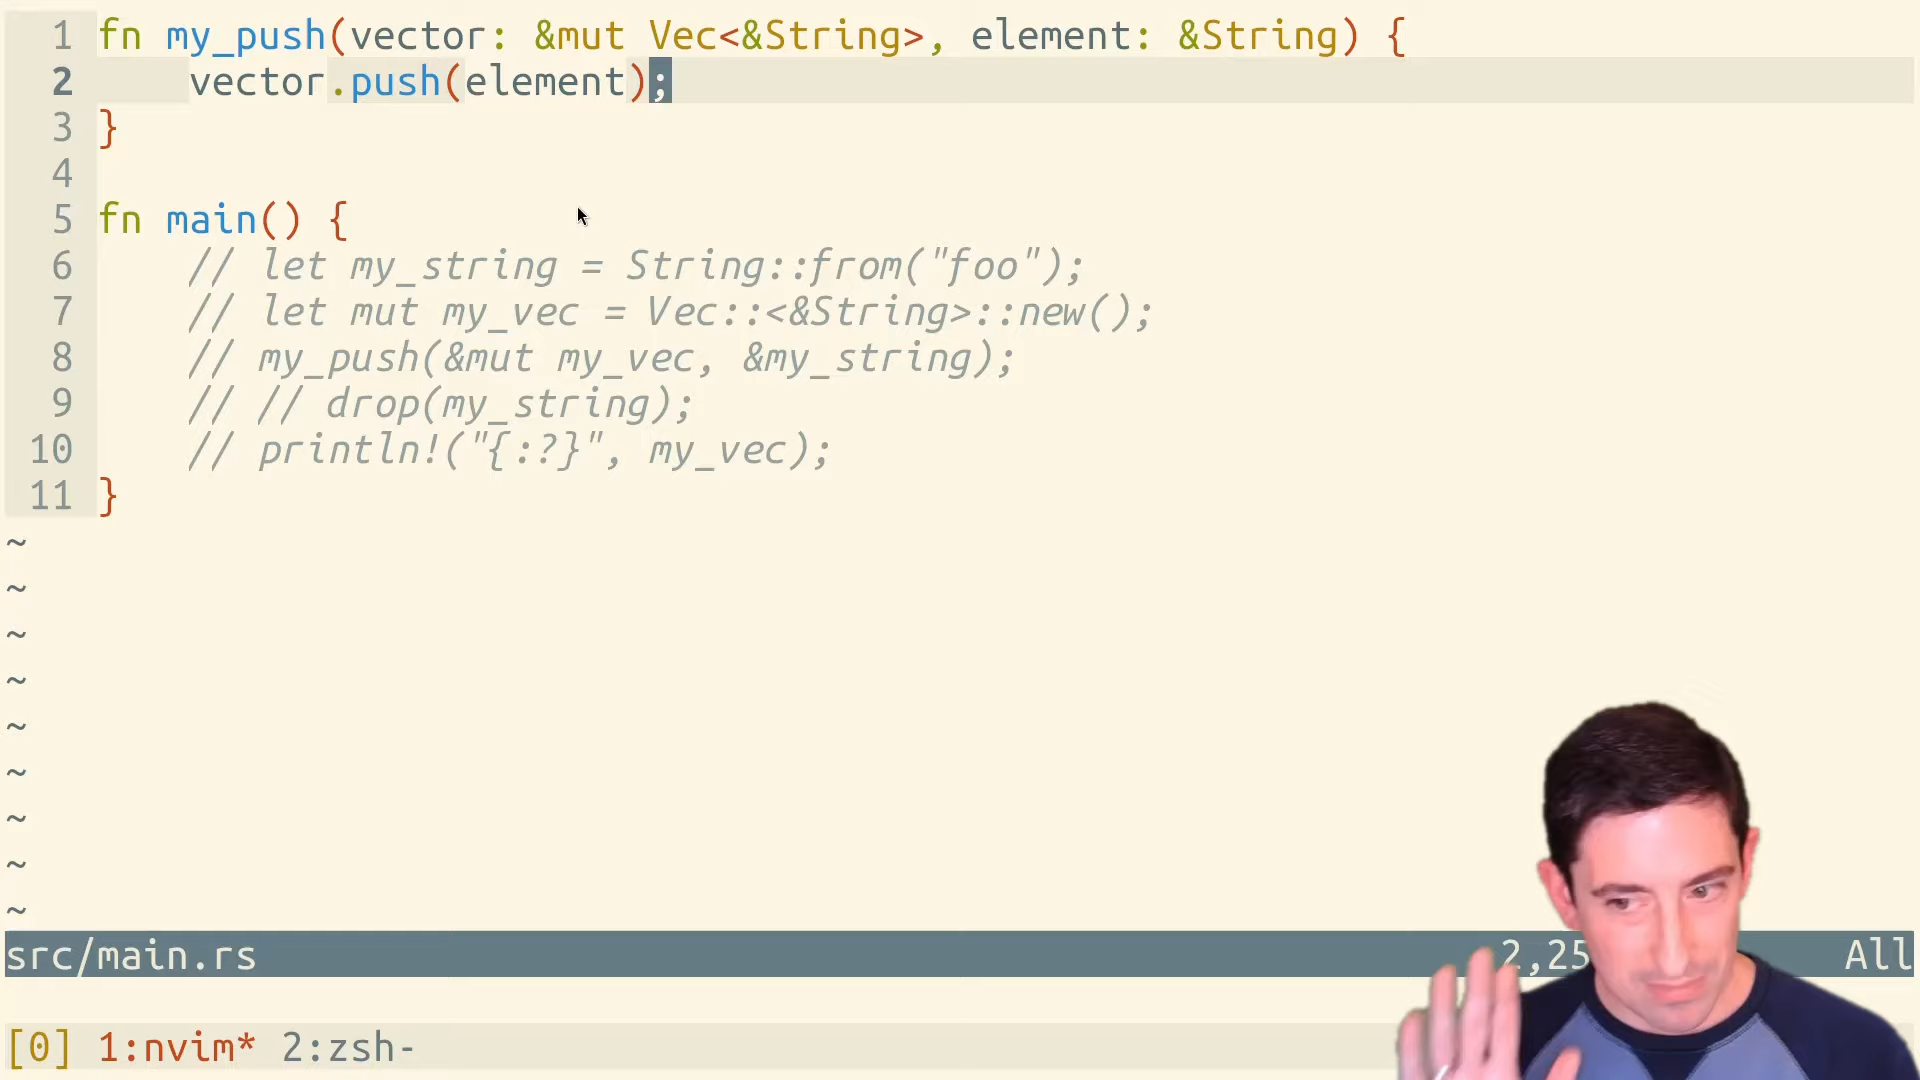 1 fn my_push(vector: &mut Vec<&String>, element: &String) {
2     vector.push(element);
3 }
4
5 fn main() {
6     // let my_string = String::from("foo");
7     // let mut my_vec = Vec::<&String>::new();
8     // my_push(&mut my_vec, &my_string);
9     // // drop(my_string);
10     // println!("{:?}", my_vec);
11 }
~
~
~
~
~
~
~
~
~
src/main.rs 2,25 All
[0] 1:nvim* 2:zsh-